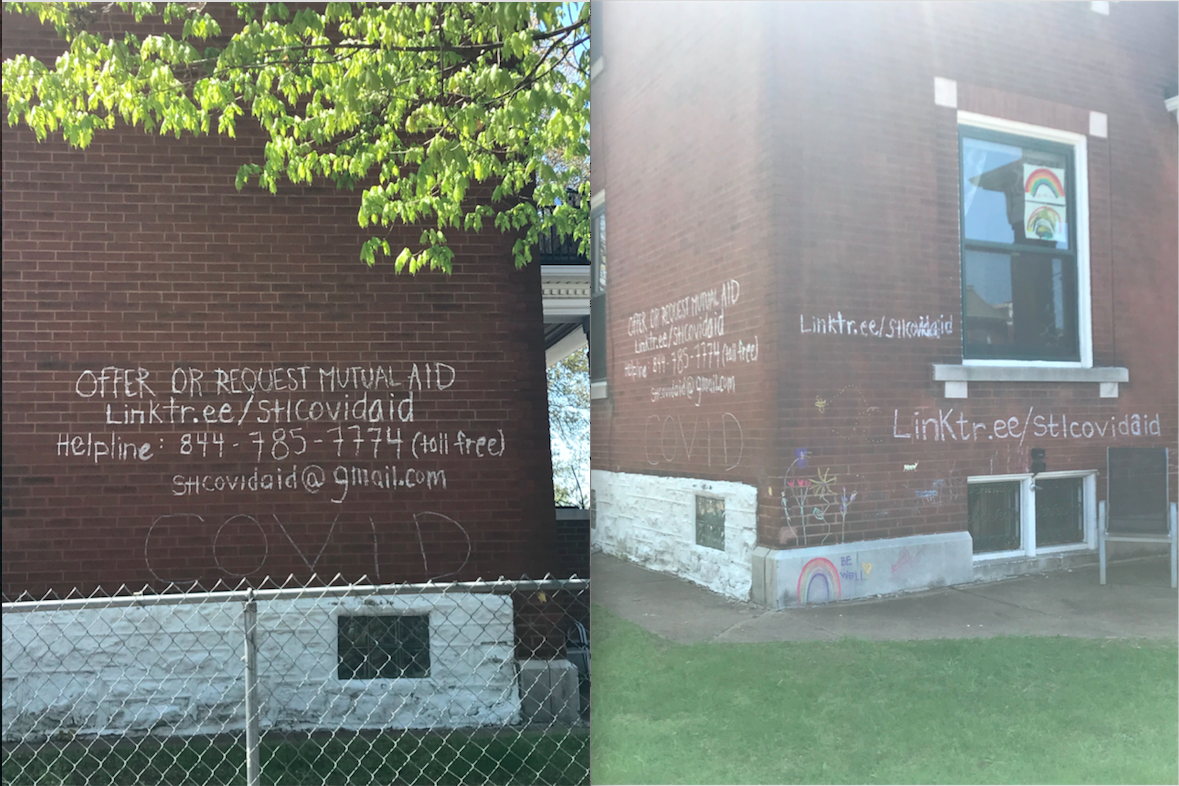 OFFER OR REQUEST MUTUAL AID
Linktr.ee/stlcovidaid
Helpline: 844-785-7774 (toll free)
stlcovidaid@gmail.com
COVID
OFFER OR REQUEST MUTUAL AID
Linktr.ee/stlcovidaid
Helpline: 844-785-7774 (toll free)
stlcovidaid@gmail.com
COVID
Linktr.ee/stlcovidaid
LinKtr.ee/stlcovidaid
BE
WELL